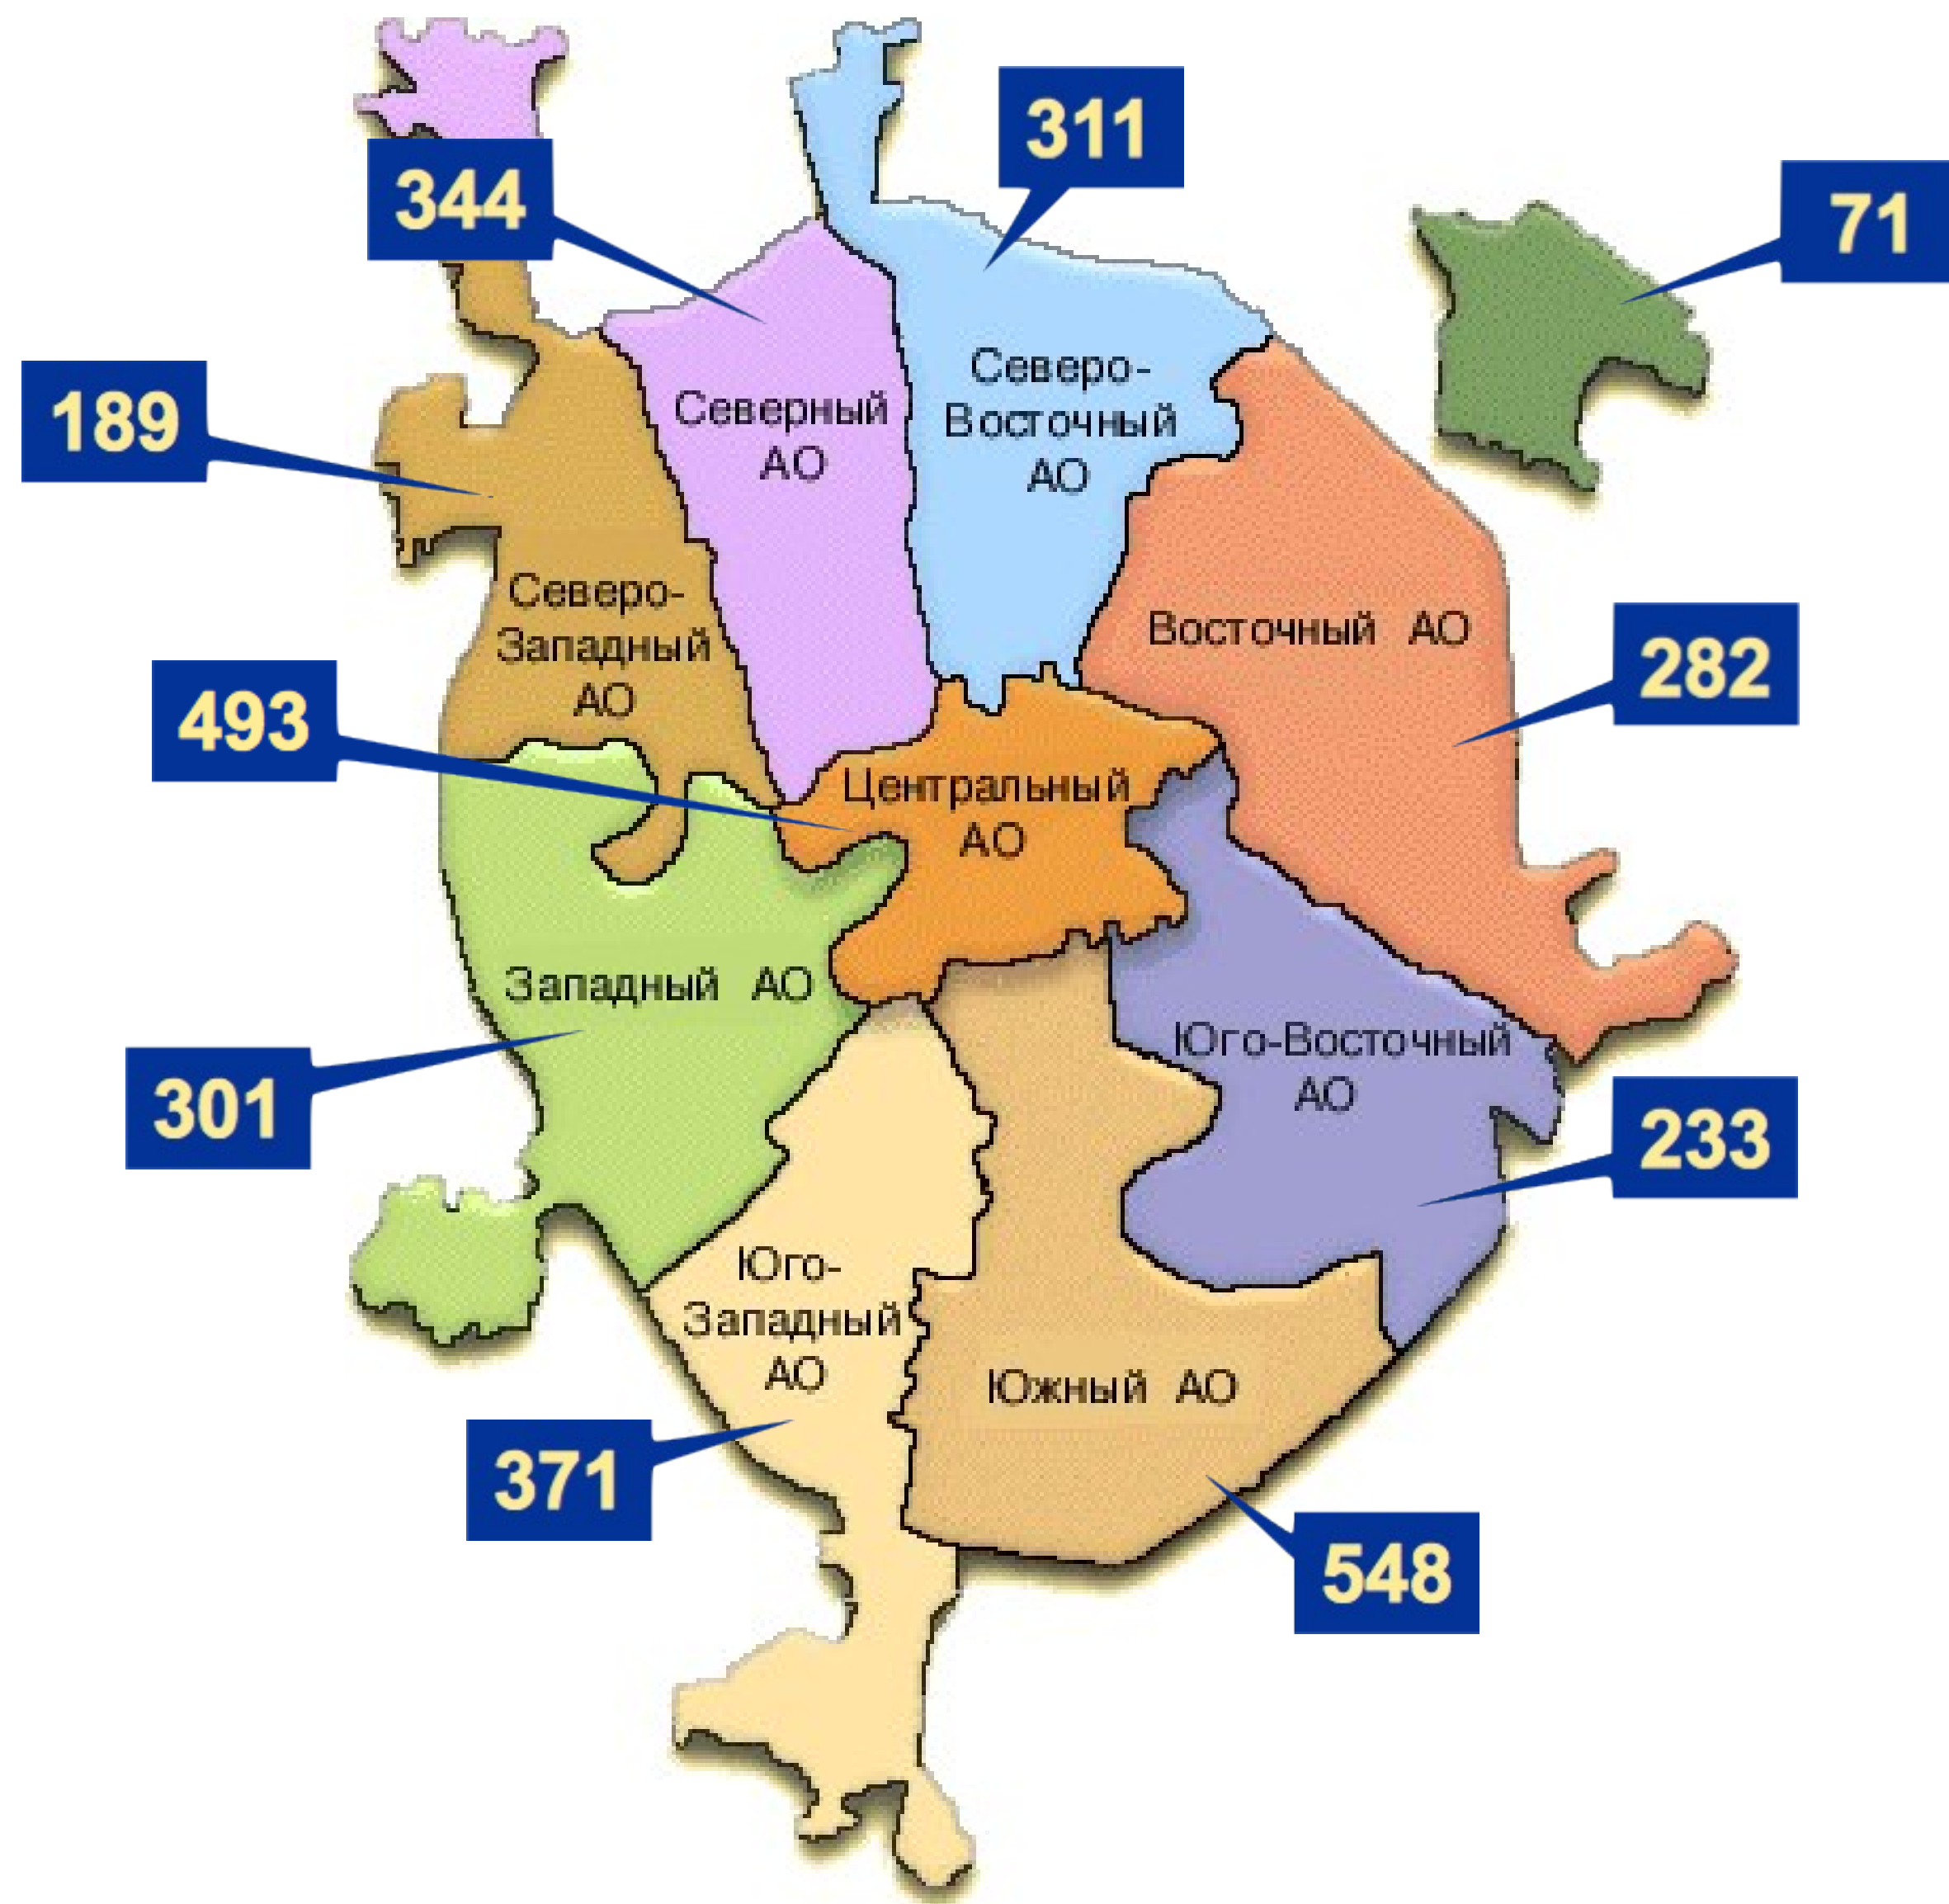 311
344
71
Северо-
Восточный
АО
Северный
АО
189
Северо-
Западный
АО
Восточный АО
282
493
Центральный
АО
Западный АО
Юго-Восточный
АО
301
233
Юго-
Западный
АО
Южный АО
371
548